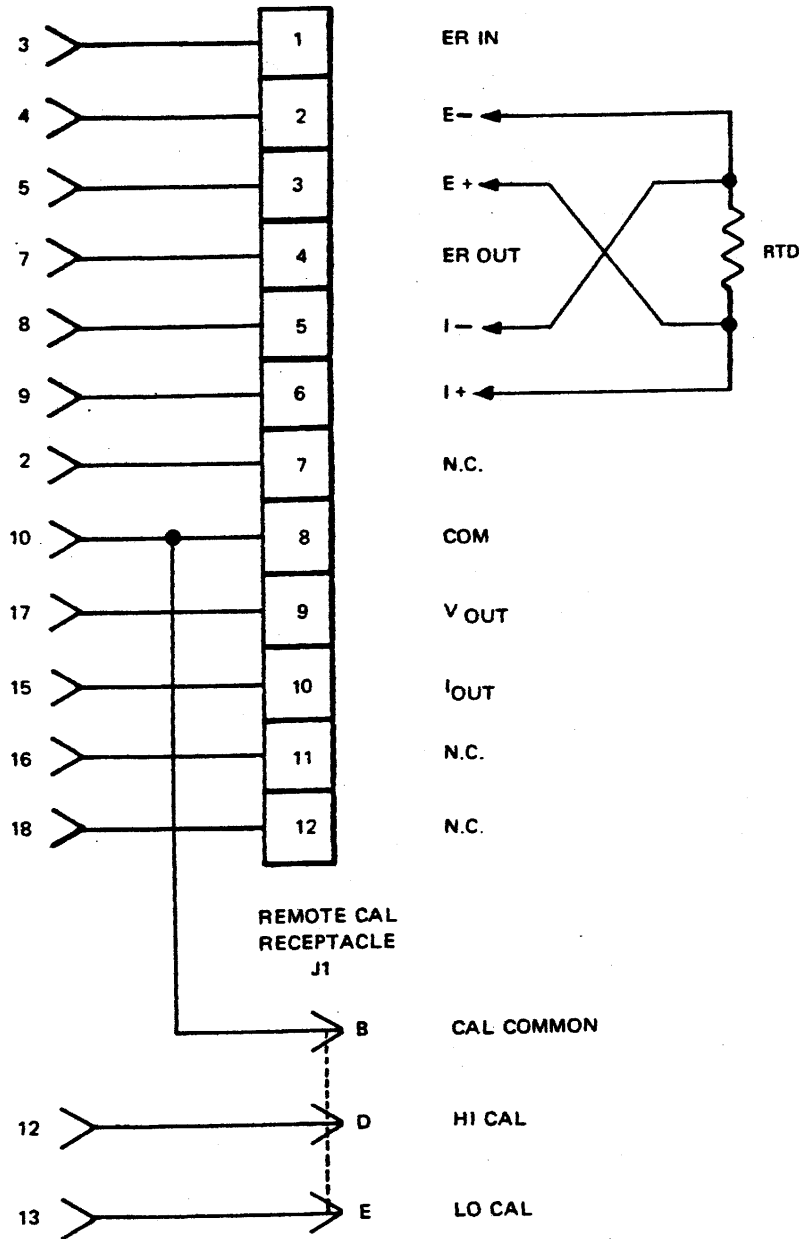 3 1 ER IN
4 2 E−
5 3 E+
RTD
7 4 ER OUT
8 5 I−
9 6 I+
2 7 N.C.
10 8 COM
17 9 V OUT
15 10 IOUT
16 11 N.C.
18 12 N.C.
REMOTE CAL
RECEPTACLE
J1
B CAL COMMON
12 D HI CAL
13 E LO CAL